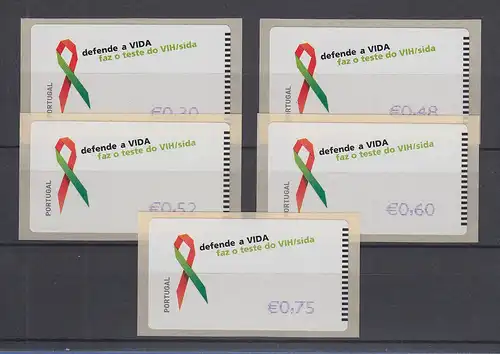 defende a VIDA
faz o teste do VIH/sida
PORTUGAL
€0,30
defende a VIDA
faz o teste do VIH/sida
PORTUGAL
€0,48
defende a VIDA
faz o teste do VIH/sida
PORTUGAL
€0,52
defende a VIDA
faz o teste do VIH/sida
PORTUGAL
€0,60
defende a VIDA
faz o teste do VIH/sida
PORTUGAL
€0,75